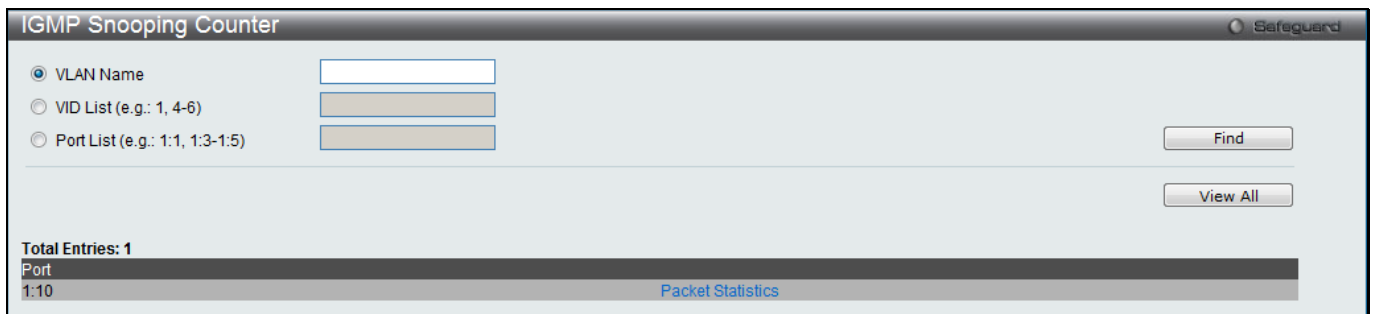 IGMP Snooping Counter
Safeguard
VLAN Name
VID List (e.g.: 1, 4-6)
Port List (e.g.: 1:1, 1:3-1:5)
Find
View All
Total Entries: 1
Port
1:10 Packet Statistics